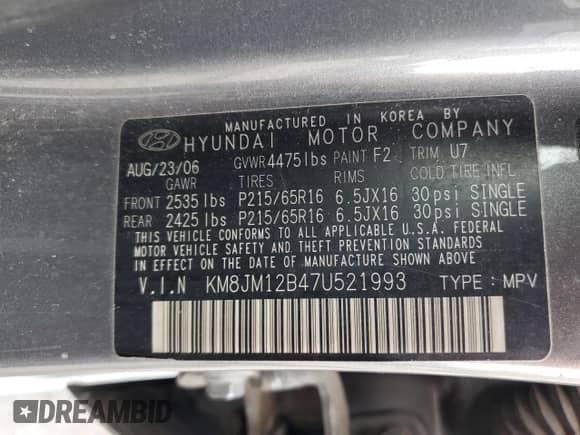 MANUFACTURED IN KOREA BY
HYUNDAI MOTOR COMPANY
AUG/23/06 GVWR 4475lbs PAINT F2 TRIM U7
GAWR TIRES RIMS COLD TIRE INFL
FRONT 2535 lbs P215/65R16 6.5JX16 30psi SINGLE
REAR 2425 lbs P215/65R16 6.5JX16 30psi SINGLE
THIS VEHICLE CONFORMS TO ALL APPLICABLE U.S.A. FEDERAL
MOTOR VEHICLE SAFETY AND THEFT PREVENTION STANDARDS
IN EFFECT ON THE DATE OF MANUFACTURE SHOWN ABOVE
V.I.N KM8JM12B47U521993 TYPE : MPV
DREAMBID